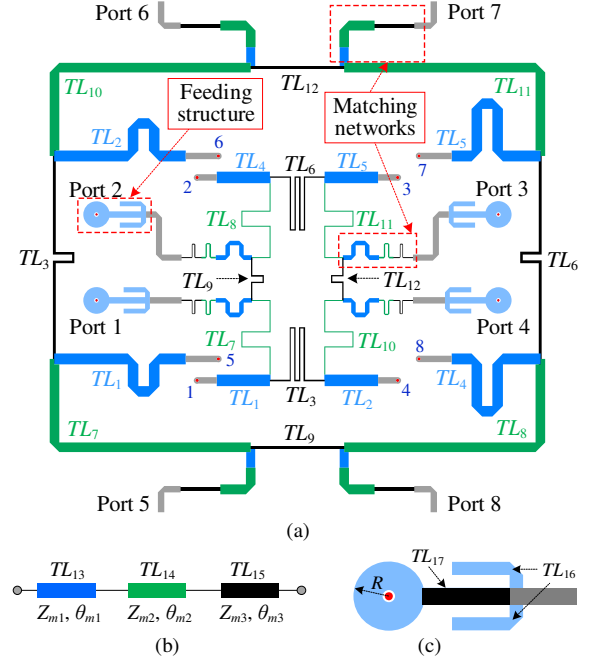 Port 6
Port 7
TL12
TL10
TL11
Feeding structure
Matching networks
TL2
TL5
6
7
TL4
TL6
TL5
2
3
Port 2
Port 3
TL8
TL11
TL3
TL6
TL9
TL12
Port 1
Port 4
TL7
TL10
5
8
TL1
TL4
1
4
TL1
TL3
TL2
TL7
TL9
TL8
Port 5
Port 8
(a)
TL13
TL14
TL15
Zm1, θm1
Zm2, θm2
Zm3, θm3
(b)
TL17
TL16
R
(c)